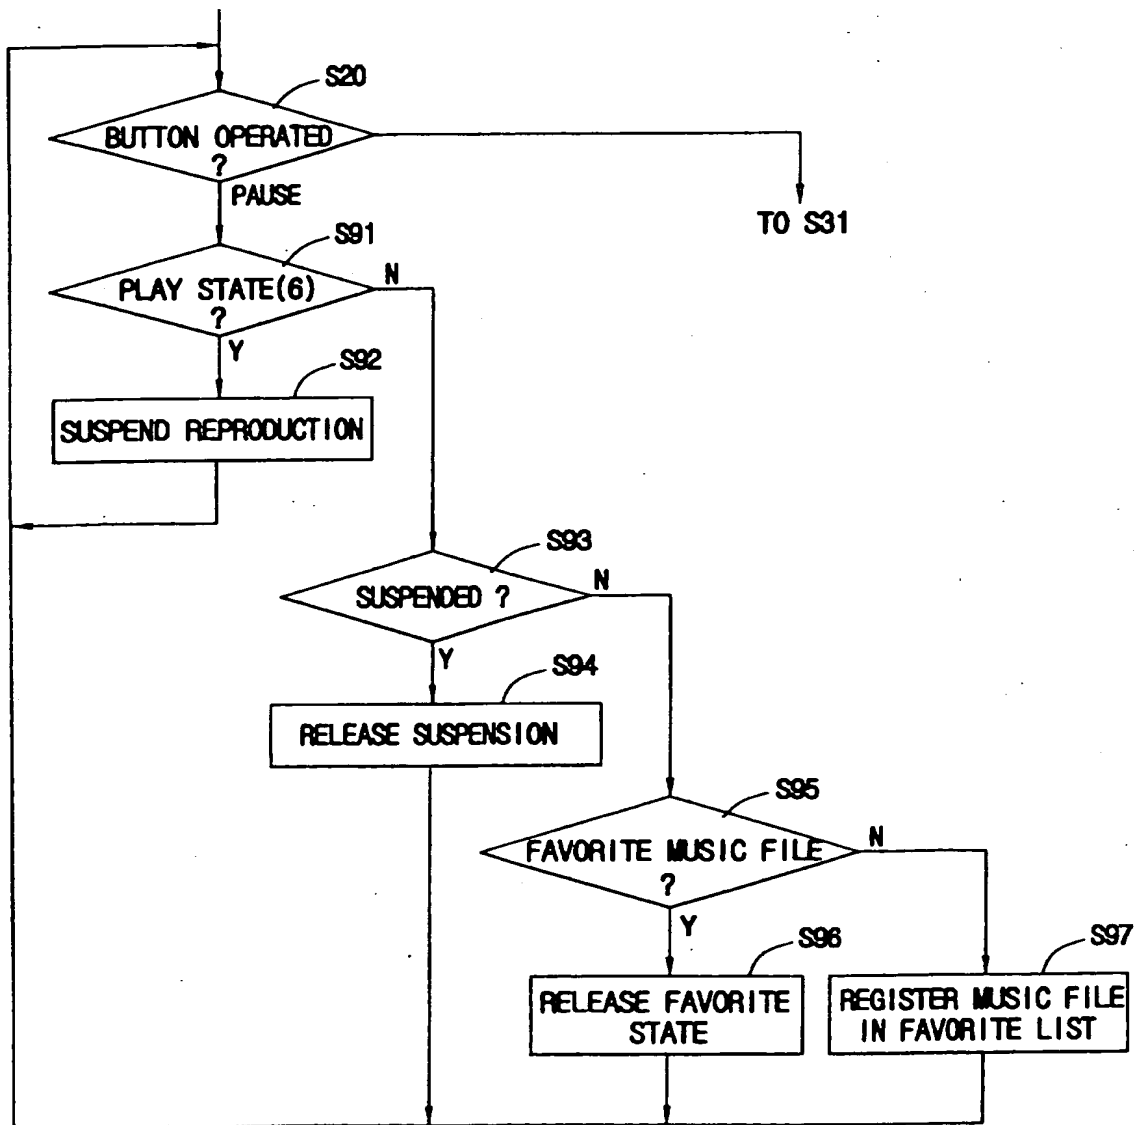 S20
BUTTON OPERATED
?
PAUSE
TO S31
S91
PLAY STATE(6)
?
N
Y
S92
SUSPEND REPRODUCTION
S93
SUSPENDED ?
N
Y
S94
RELEASE SUSPENSION
S95
FAVORITE MUSIC FILE
?
N
Y
S96
RELEASE FAVORITE
STATE
S97
REGISTER MUSIC FILE
IN FAVORITE LIST